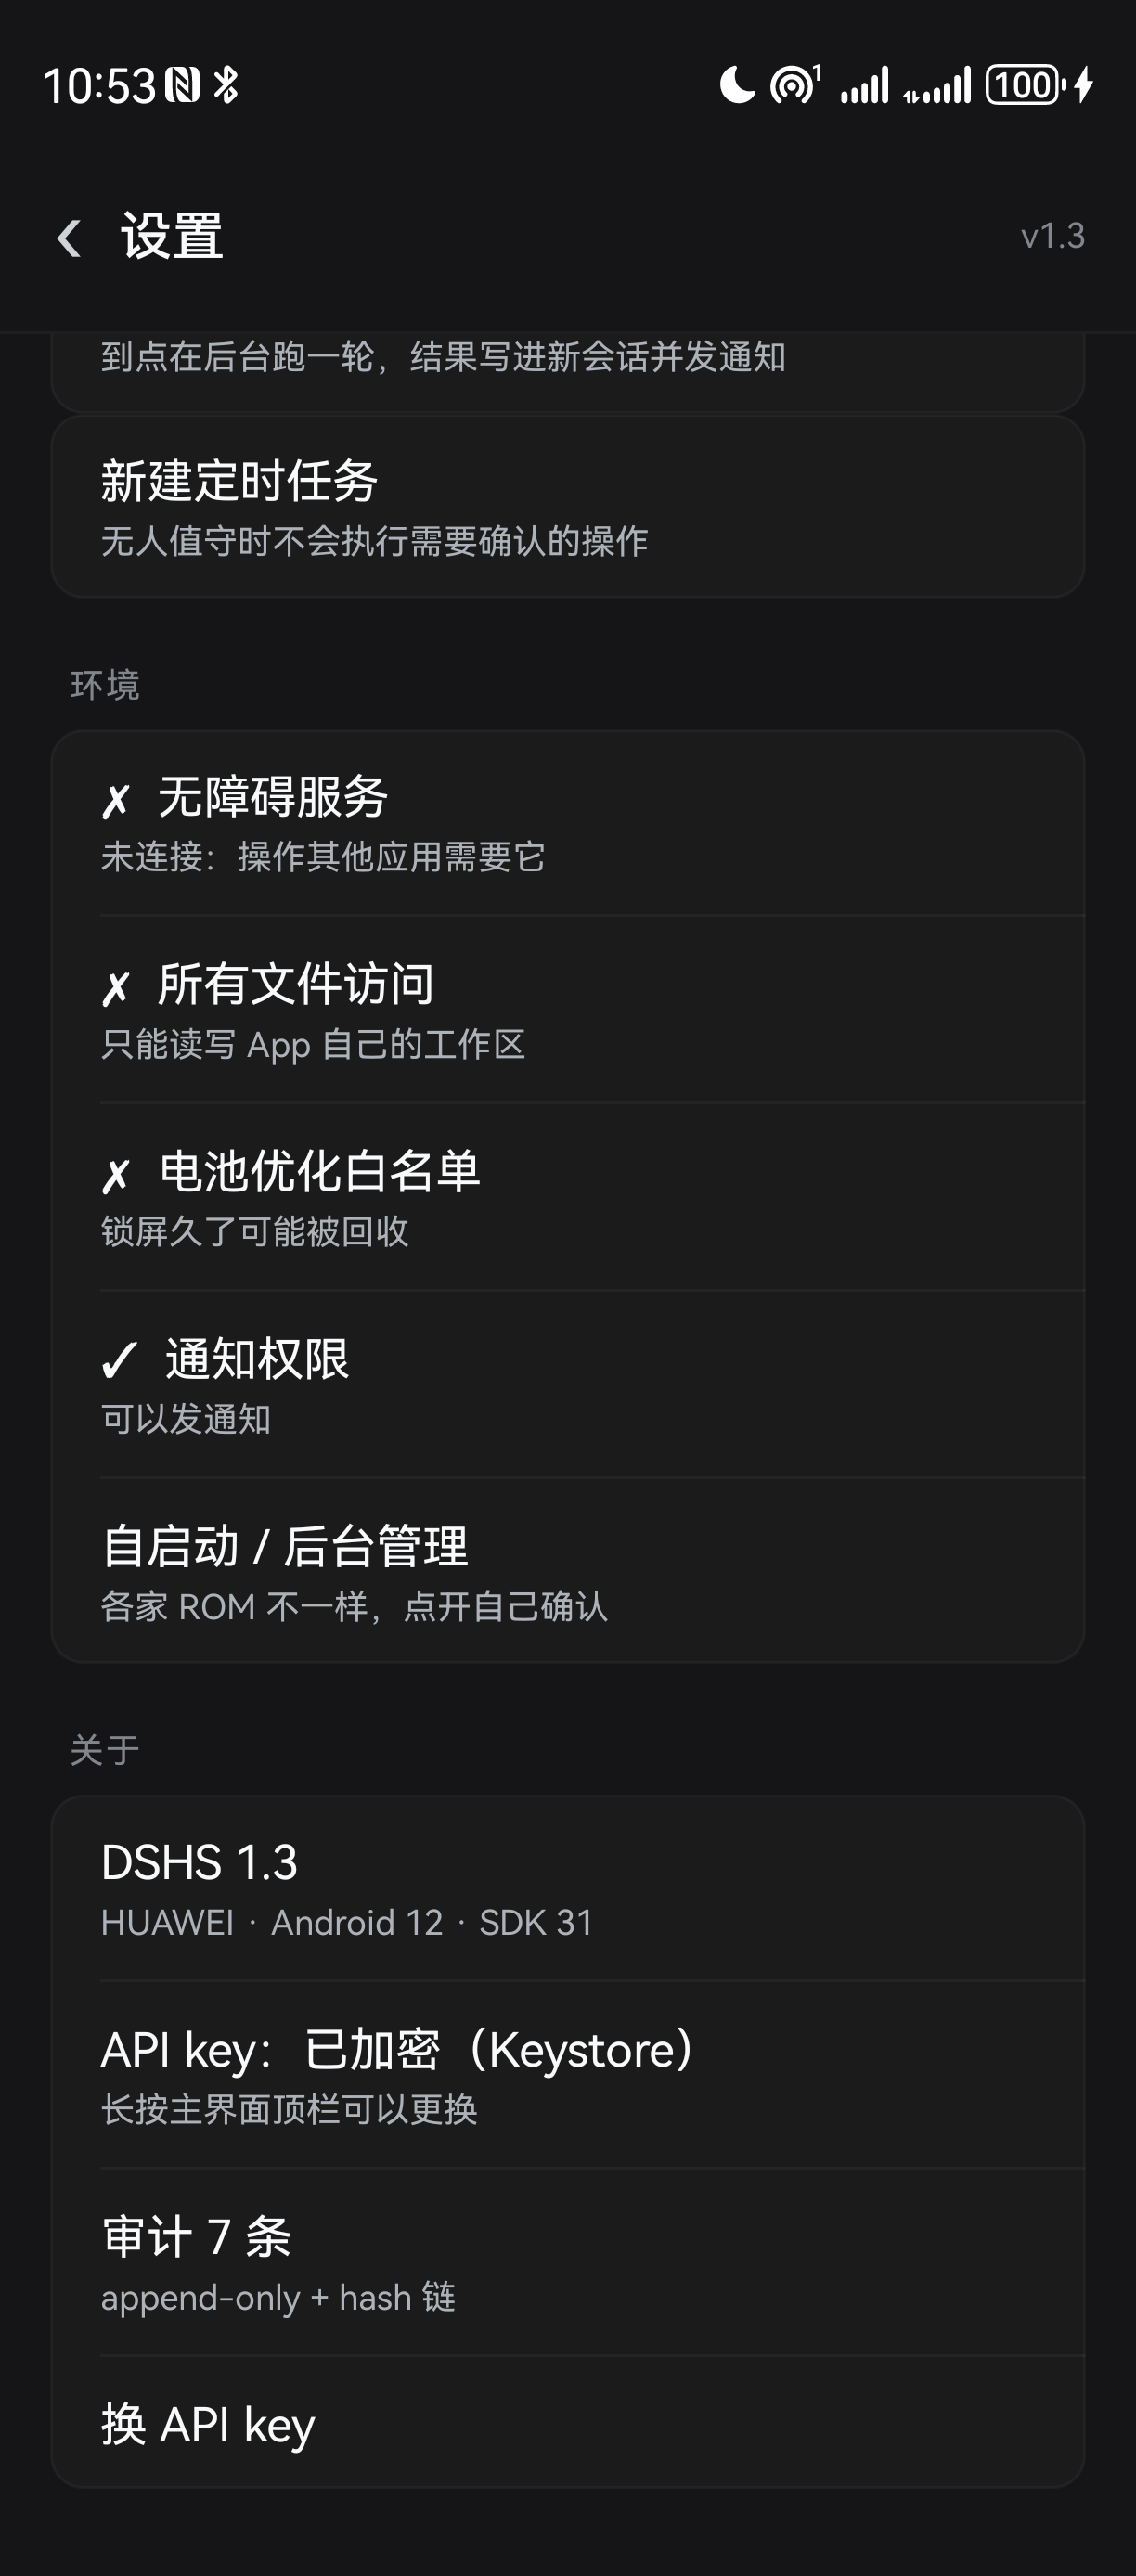 10:53
1
100
设置
v1.3
到点在后台跑一轮，结果写进新会话并发通知
新建定时任务
无人值守时不会执行需要确认的操作
环境
✗ 无障碍服务
未连接：操作其他应用需要它
✗ 所有文件访问
只能读写 App 自己的工作区
✗ 电池优化白名单
锁屏久了可能被回收
✓ 通知权限
可以发通知
自启动 / 后台管理
各家 ROM 不一样，点开自己确认
关于
DSHS 1.3
HUAWEI · Android 12 · SDK 31
API key：已加密（Keystore）
长按主界面顶栏可以更换
审计 7 条
append-only + hash 链
换 API key